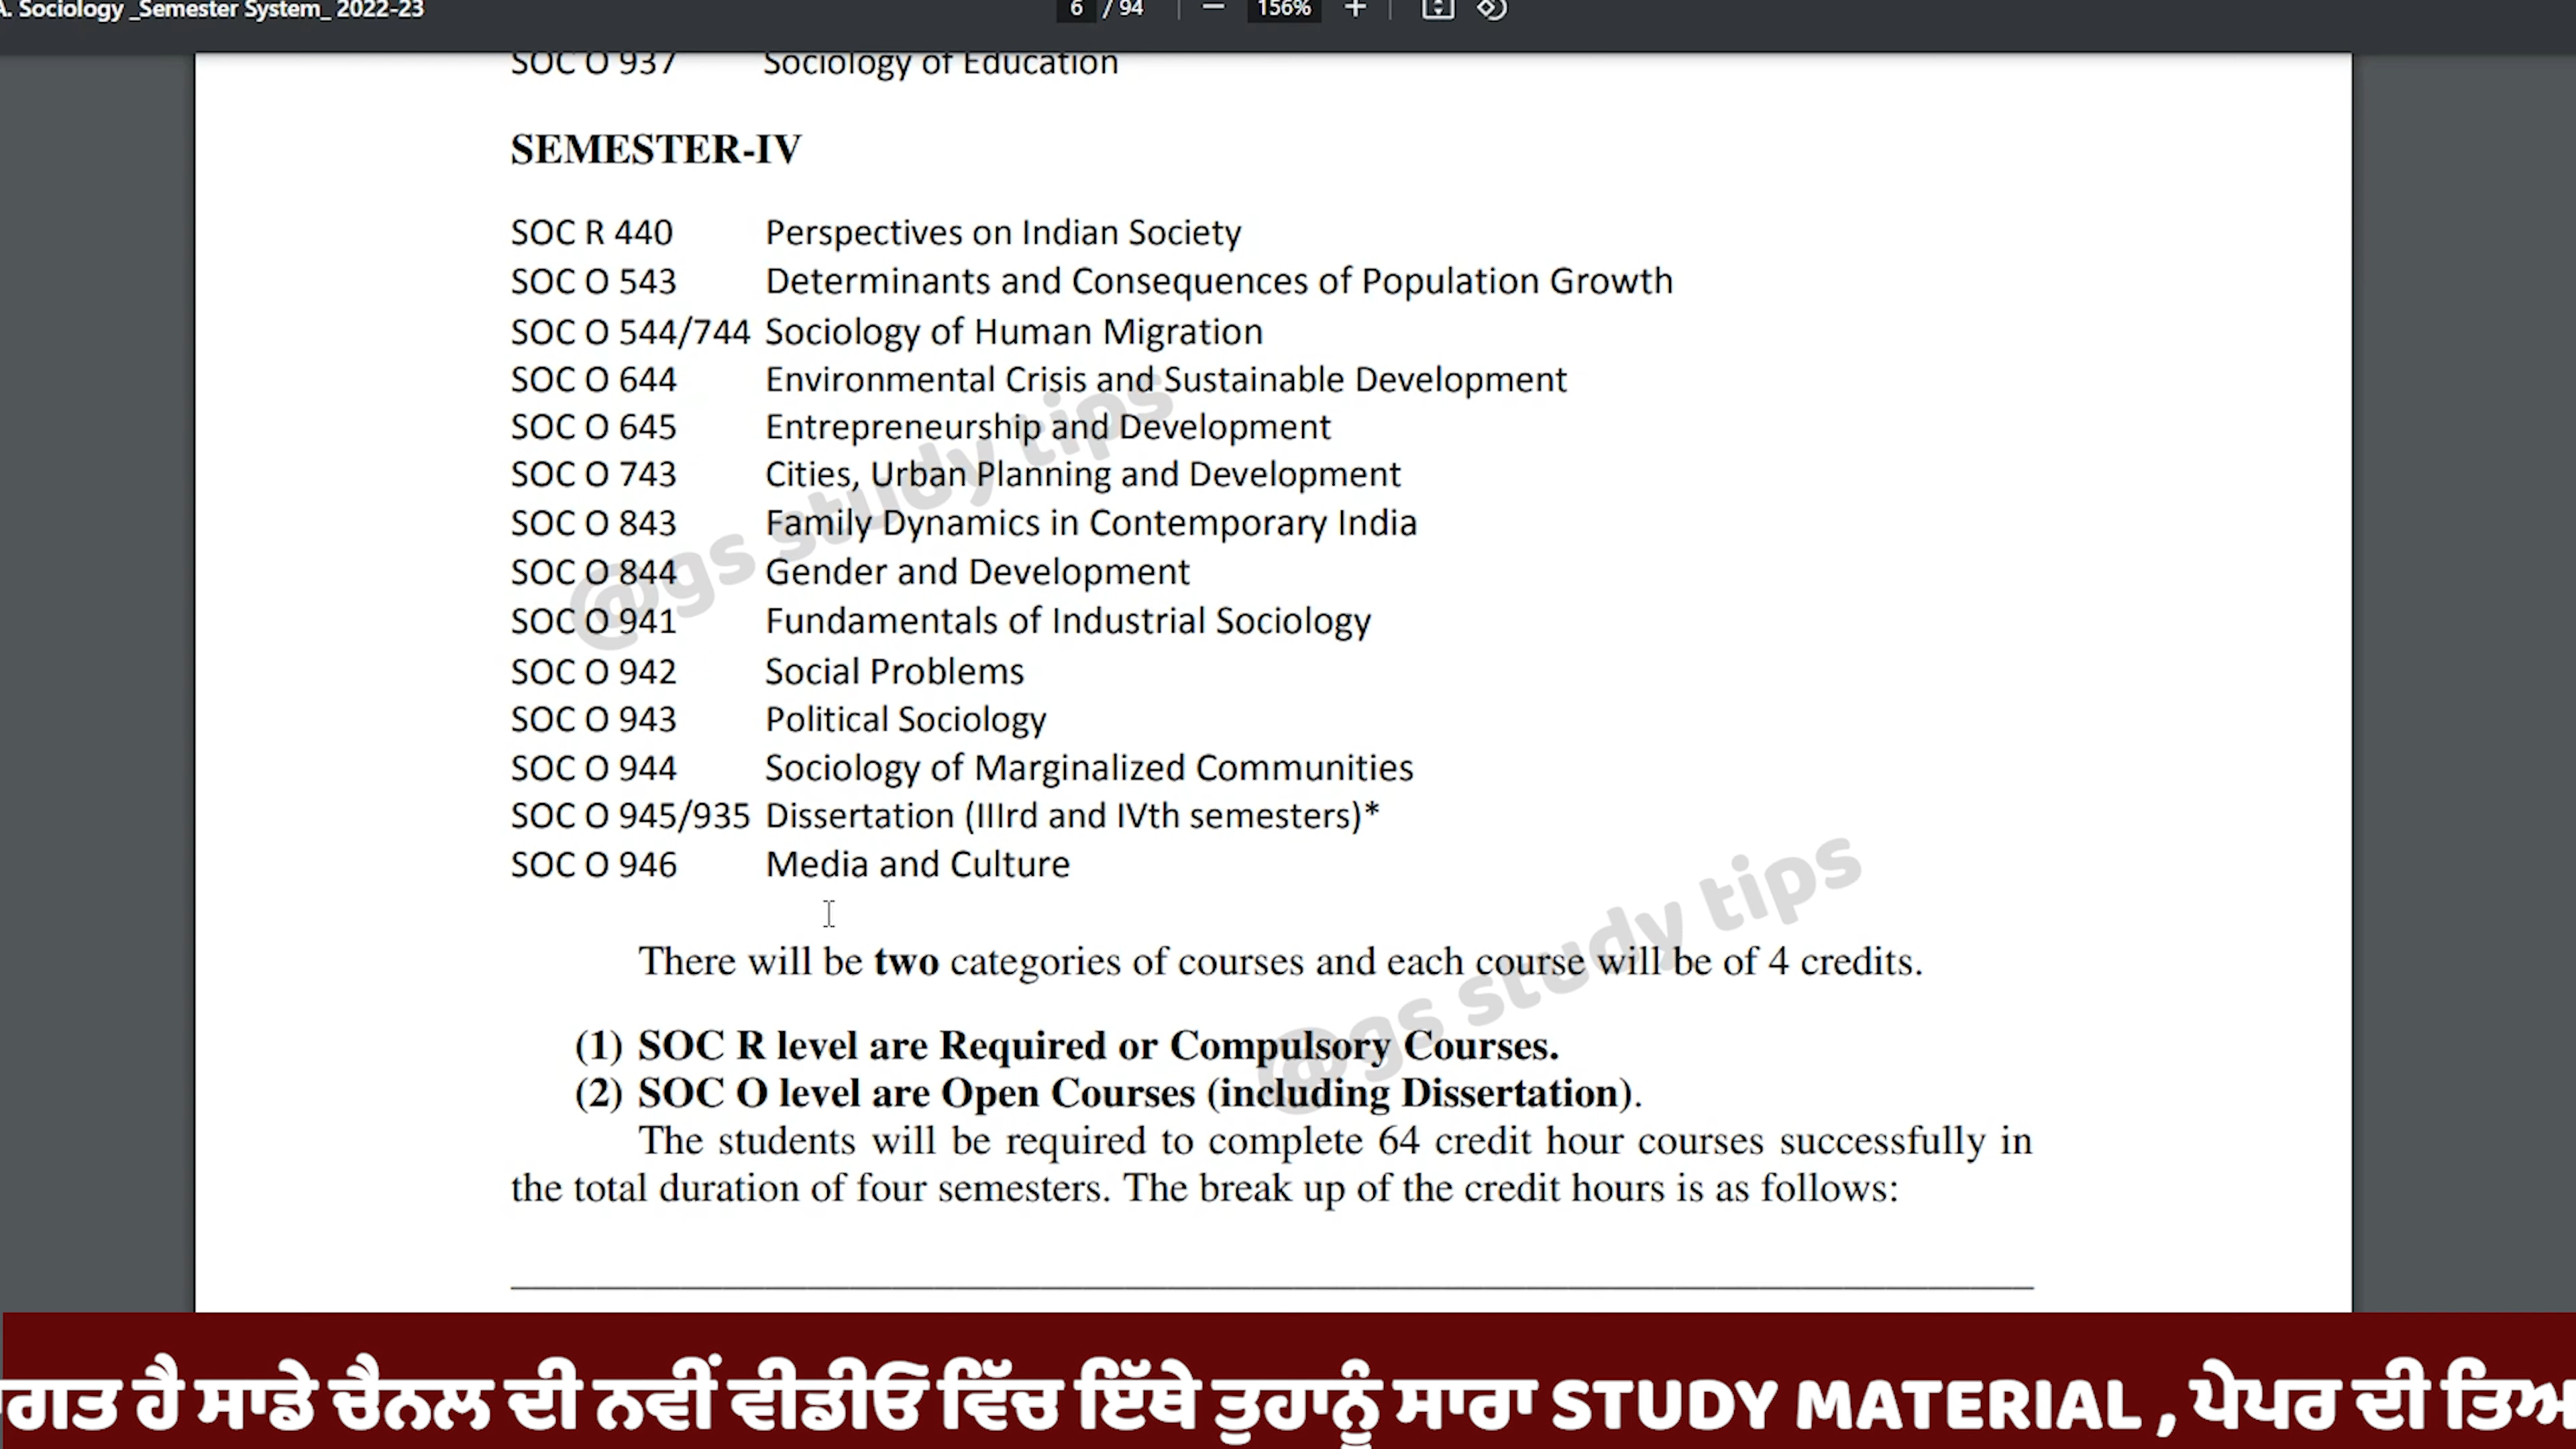 A. Sociology _Semester System_ 2022-23
6 / 94
156%
SOC O 937 Sociology of Education
SEMESTER-IV
SOC R 440 Perspectives on Indian Society
SOC O 543 Determinants and Consequences of Population Growth
SOC O 544/744 Sociology of Human Migration
SOC O 644 Environmental Crisis and Sustainable Development
SOC O 645 Entrepreneurship and Development
SOC O 743 Cities, Urban Planning and Development
SOC O 843 Family Dynamics in Contemporary India
SOC O 844 Gender and Development
SOC O 941 Fundamentals of Industrial Sociology
SOC O 942 Social Problems
SOC O 943 Political Sociology
SOC O 944 Sociology of Marginalized Communities
SOC O 945/935 Dissertation (IIIrd and IVth semesters)*
SOC O 946 Media and Culture
@gs study tips
There will be two categories of courses and each course will be of 4 credits.
(1) SOC R level are Required or Compulsory Courses.
(2) SOC O level are Open Courses (including Dissertation).
@gs study tips
The students will be required to complete 64 credit hour courses successfully in
the total duration of four semesters. The break up of the credit hours is as follows:
ਗਤ ਹੈ ਸਾਡੇ ਚੈਨਲ ਦੀ ਨਵੀਂ ਵੀਡੀਓ ਵਿੱਚ ਇੱਥੇ ਤੁਹਾਨੂੰ ਸਾਰਾ STUDY MATERIAL , ਪੇਪਰ ਦੀ ਤਿਅ